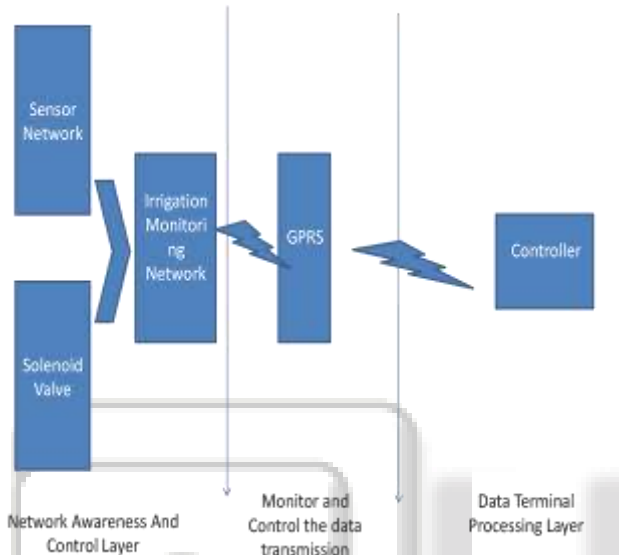 Sensor
Network
Irrigation
Monitori
ng
Network
GPRS
Controller
Solenoid
Valve
Network Awareness And
Control Layer
Monitor and
Control the data
transmission
Data Terminal
Processing Layer